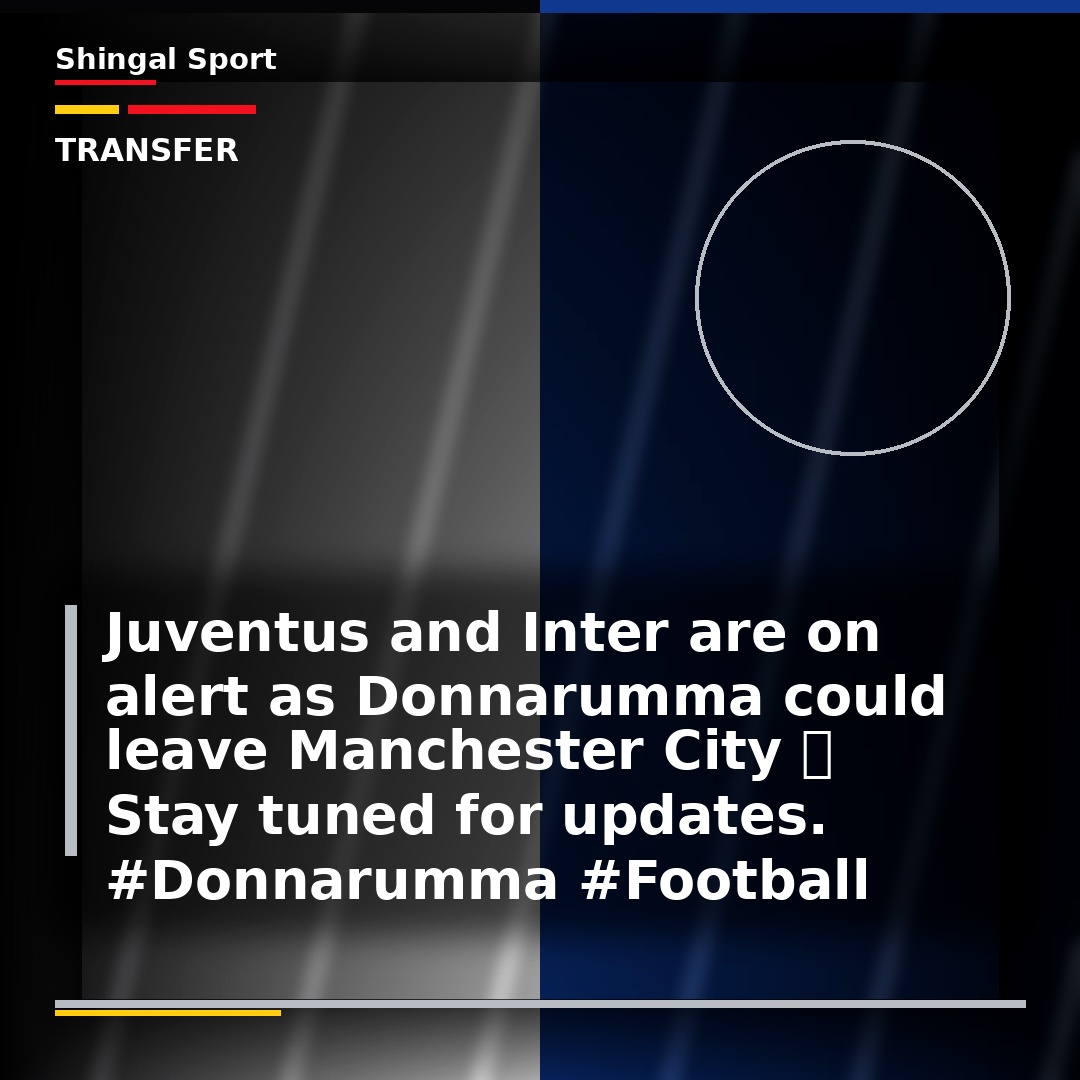 Shingal Sport
TRANSFER
Juventus and Inter are on
alert as Donnarumma could
leave Manchester City
Stay tuned for updates.
#Donnarumma #Football